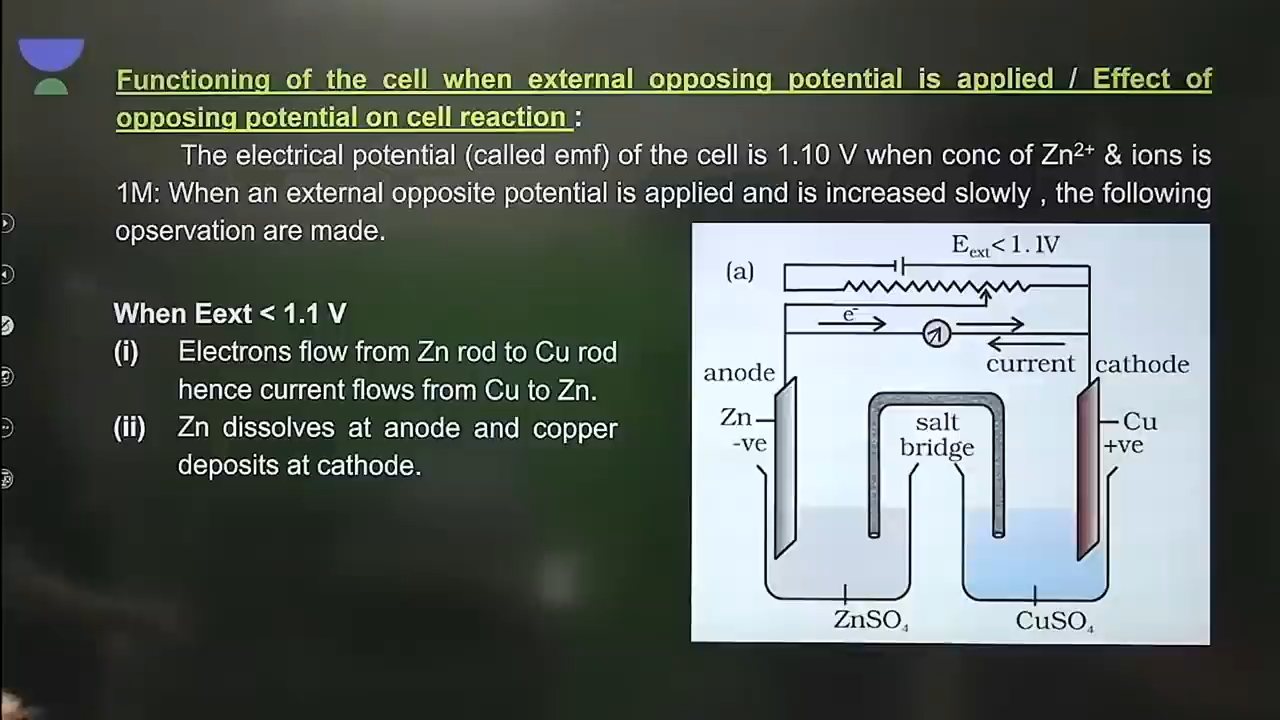 Functioning of the cell when external opposing potential is applied / Effect of
opposing potential on cell reaction :
The electrical potential (called emf) of the cell is 1.10 V when conc of Zn²⁺ & ions is
1M: When an external opposite potential is applied and is increased slowly , the following
opservation are made.
When Eext < 1.1 V
(i) Electrons flow from Zn rod to Cu rod
hence current flows from Cu to Zn.
(ii) Zn dissolves at anode and copper
deposits at cathode.
(a)
Eext< 1.1V
e⁻
current
anode
cathode
Zn
-ve
salt
bridge
Cu
+ve
ZnSO₄
CuSO₄